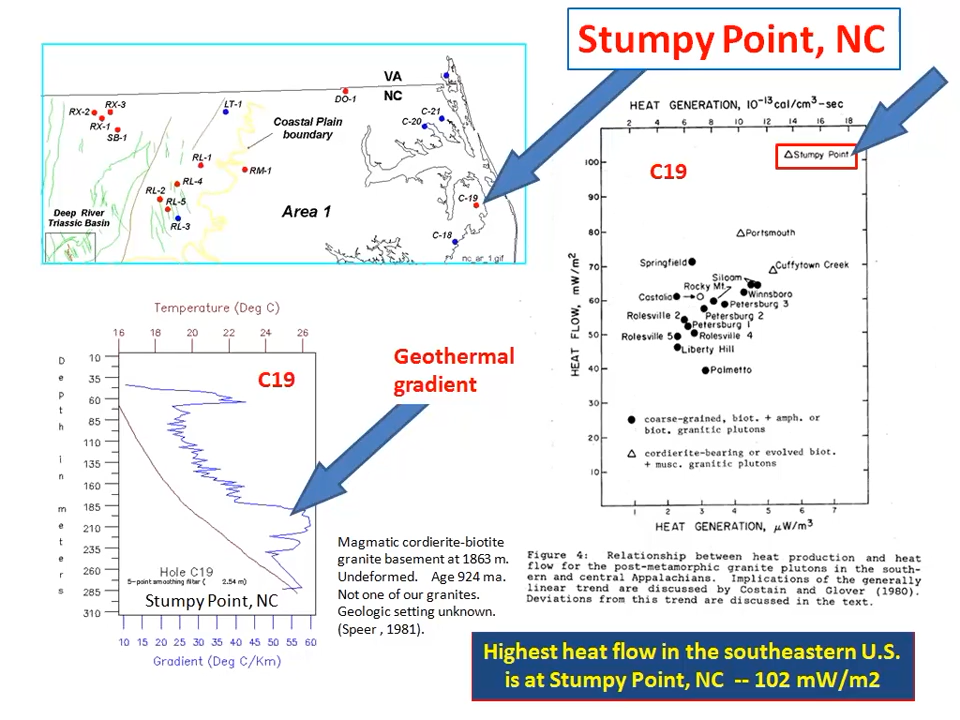 Stumpy Point, NC
VA
NC
RX-2
RX-3
RX-1
SB-1
LT-1
DO-1
C-21
C-20
Coastal Plain
boundary
RL-1
RM-1
RL-4
RL-2
RL-5
RL-3
C-19
Area 1
C-18
Deep River
Triassic Basin
nc_ar_1.gif
HEAT GENERATION, 10⁻¹³cal/cm³-sec
2 4 6 8 10 12 14 16 18
C19
Stumpy Point
100
90
80
70
60
50
40
30
20
10
HEAT FLOW, mW/m²
Portsmouth
Springfield
Cuffytown Creek
Siloam
Rocky Mt.
Castalia
Winnsboro
Petersburg 3
Rolesville 2
Petersburg 2
Petersburg 1
Rolesville 5
Rolesville 4
Liberty Hill
Palmetto
coarse-grained, biot. + amph. or
biot. granitic plutons
cordierite-bearing or evolved biot.
+ musc. granitic plutons
1 2 3 4 5 6 7
HEAT GENERATION, μW/m³
Figure 4: Relationship between heat production and heat
flow for the post-metamorphic granite plutons in the south-
ern and central Appalachians. Implications of the generally
linear trend are discussed by Costain and Glover (1980).
Deviations from this trend are discussed in the text.
Temperature (Deg C)
16 18 20 22 24 26
Depth in meters
10
35
60
85
110
135
160
185
210
235
260
285
310
C19
Geothermal
gradient
Hole C19
5-point smoothing filter ( 2.54 m)
Stumpy Point, NC
10 15 20 25 30 35 40 45 50 55 60
Gradient (Deg C/Km)
Magmatic cordierite-biotite
granite basement at 1863 m.
Undeformed. Age 924 ma.
Not one of our granites.
Geologic setting unknown.
(Speer , 1981).
Highest heat flow in the southeastern U.S.
is at Stumpy Point, NC -- 102 mW/m2